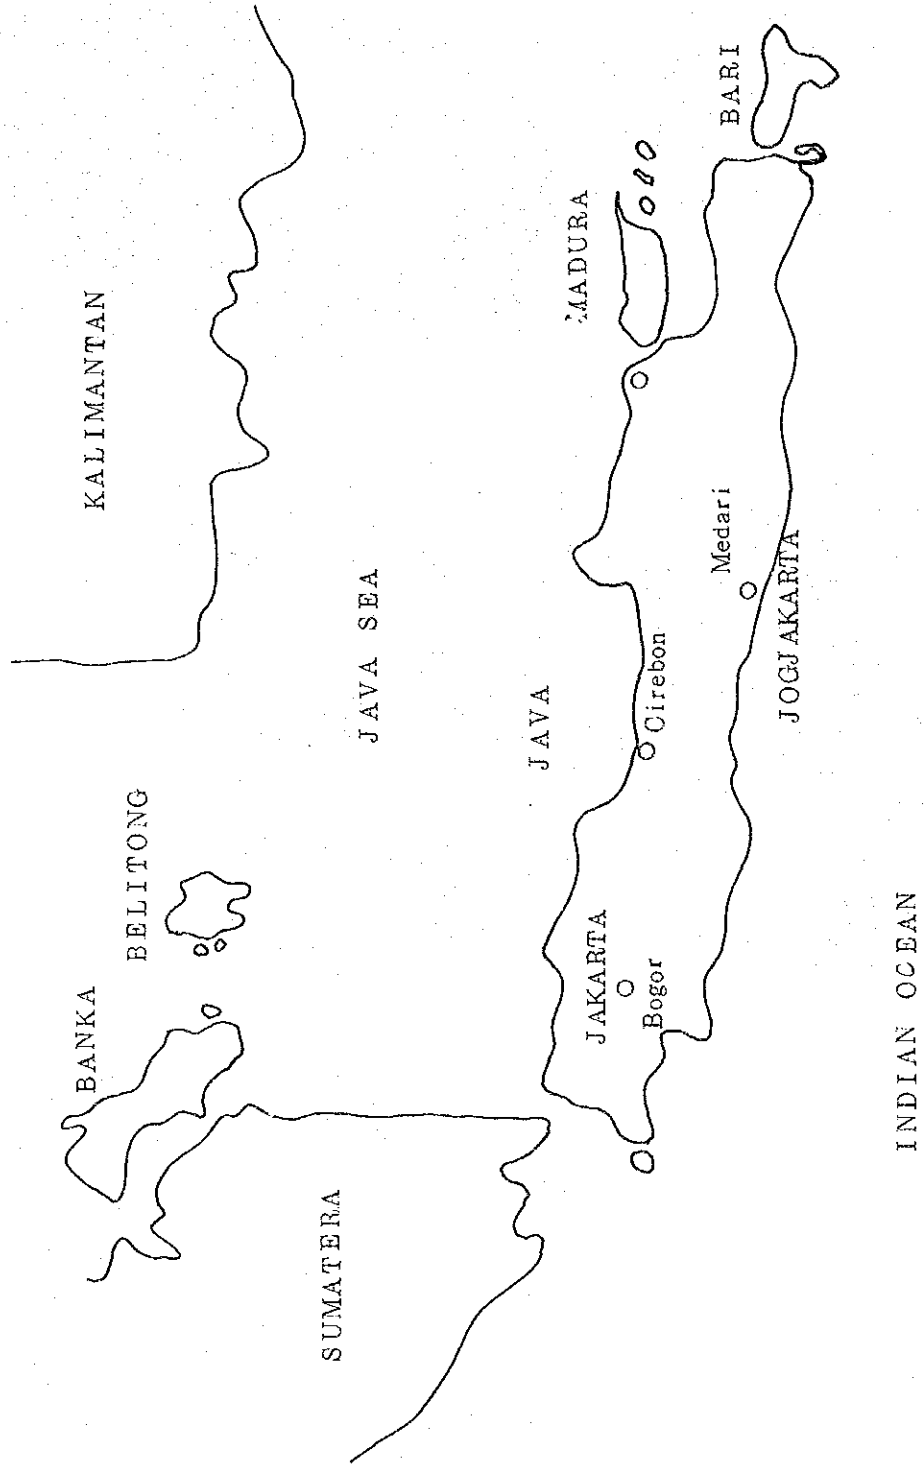 KALIMANTAN
BANKA
BELITONG
SUMATERA
JAVA SEA
JAVA
MADURA
BARI
JAKARTA
Bogor
Cirebon
Medari
JOGJAKARTA
INDIAN OCEAN